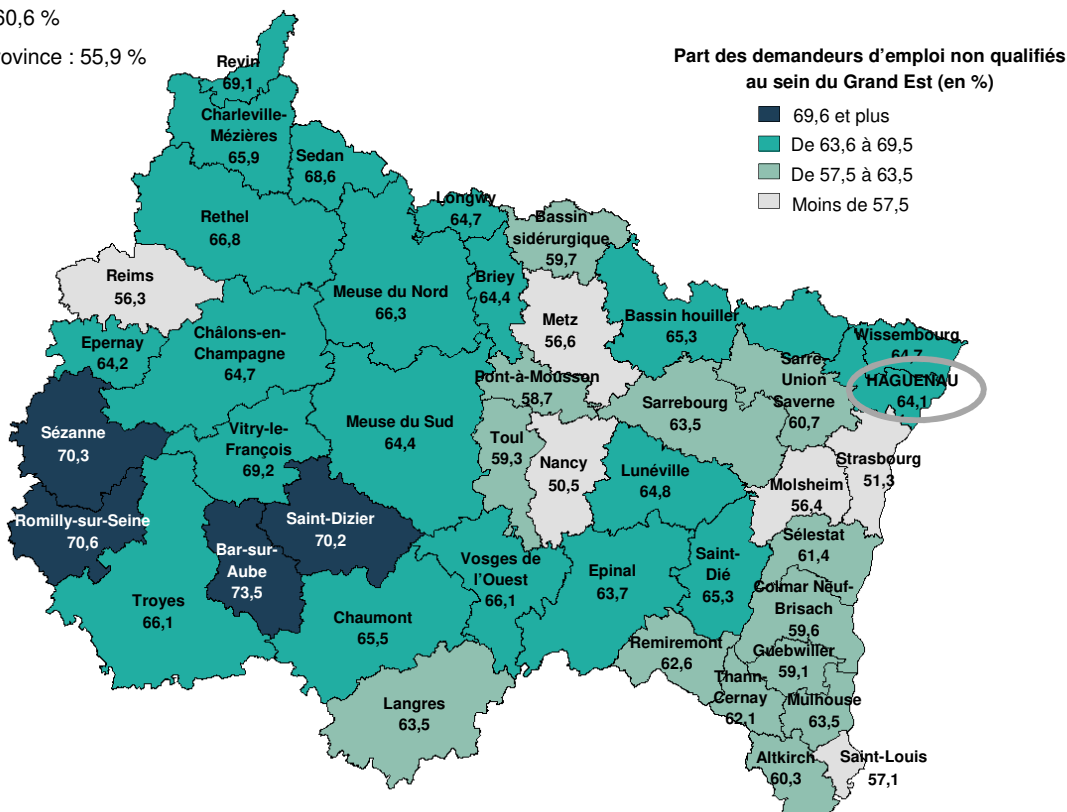 60,6 %
rovince : 55,9 %
Part des demandeurs d’emploi non qualifiés
au sein du Grand Est (en %)
69,6 et plus
De 63,6 à 69,5
De 57,5 à 63,5
Moins de 57,5
Revin
69,1
Charleville-
Mézières
65,9
Sedan
68,6
Rethel
66,8
Longwy
64,7
Bassin
sidérurgique
59,7
Reims
56,3
Meuse du Nord
66,3
Briey
64,4
Metz
56,6
Bassin houiller
65,3
Wissembourg
64,7
Epernay
64,2
Châlons-en-
Champagne
64,7
Pont-à-Mousson
58,7
Sarre-
Union
Saverne
60,7
HAGUENAU
64,1
Sarrebourg
63,5
Sézanne
70,3
Vitry-le-
François
69,2
Meuse du Sud
64,4
Toul
59,3
Nancy
50,5
Lunéville
64,8
Molsheim
56,4
Strasbourg
51,3
Romilly-sur-Seine
70,6
Saint-Dizier
70,2
Bar-sur-
Aube
73,5
Sélestat
61,4
Troyes
66,1
Chaumont
65,5
Vosges de
l’Ouest
66,1
Epinal
63,7
Saint-
Dié
65,3
Colmar Neuf-
Brisach
59,6
Remiremont
62,6
Guebwiller
59,1
Langres
63,5
Thann-
Cernay
62,1
Mulhouse
63,5
Altkirch
60,3
Saint-Louis
57,1